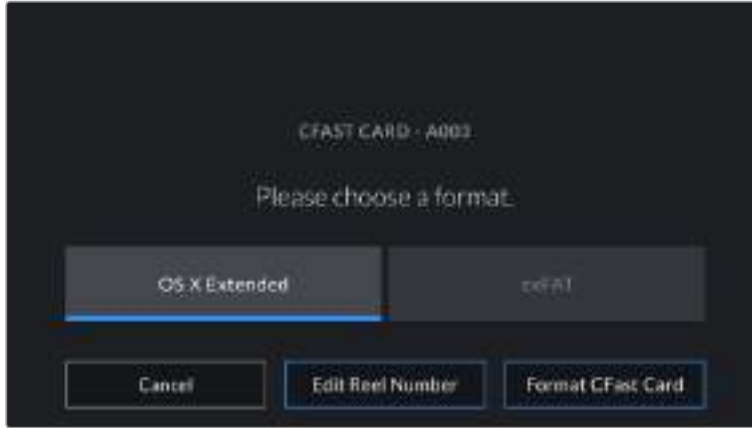 CFAST CARD - A003
Please choose a format.
OS X Extended
exFAT
Cancel
Edit Reel Number
Format CFast Card